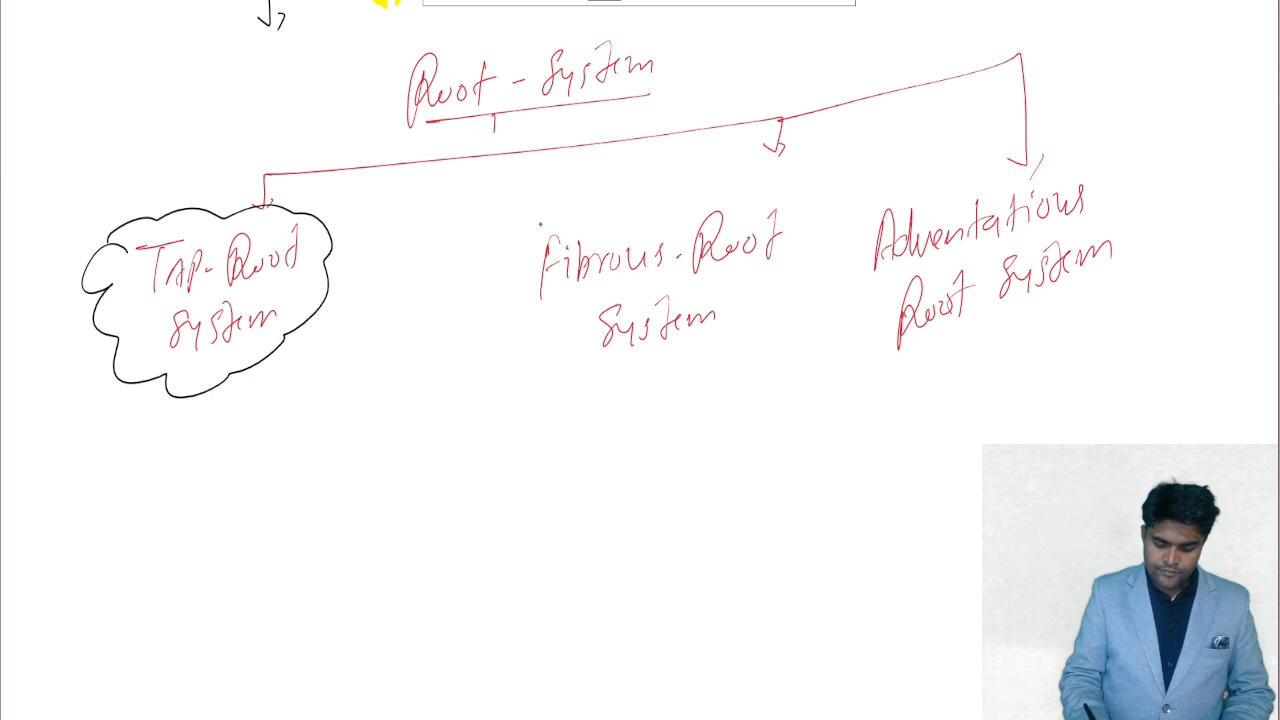 Root - System
TAP-Root
System
Fibrous-Root
System
Adventatious
Root System